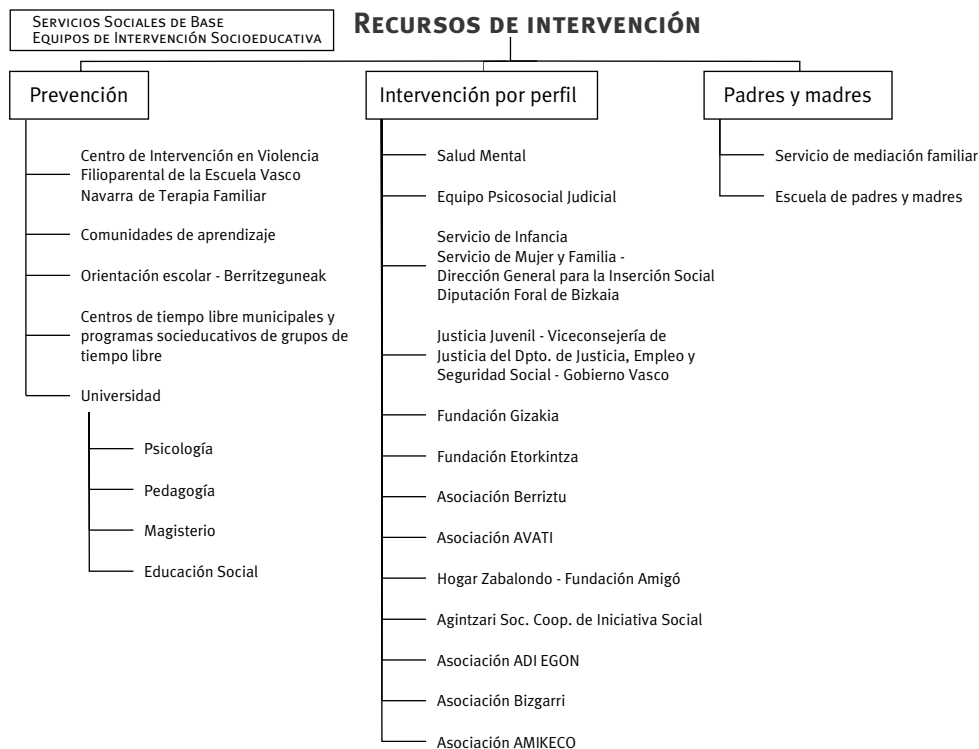 SERVICIOS SOCIALES DE BASE
EQUIPOS DE INTERVENCIÓN SOCIOEDUCATIVA
RECURSOS DE INTERVENCIÓN
Prevención
Centro de Intervención en Violencia
Filioparental de la Escuela Vasco
Navarra de Terapia Familiar
Comunidades de aprendizaje
Orientación escolar - Berritzeguneak
Centros de tiempo libre municipales y
programas socieducativos de grupos de
tiempo libre
Universidad
Psicología
Pedagogía
Magisterio
Educación Social
Intervención por perfil
Salud Mental
Equipo Psicosocial Judicial
Servicio de Infancia
Servicio de Mujer y Familia -
Dirección General para la Inserción Social
Diputación Foral de Bizkaia
Justicia Juvenil - Viceconsejería de
Justicia del Dpto. de Justicia, Empleo y
Seguridad Social - Gobierno Vasco
Fundación Gizakia
Fundación Etorkintza
Asociación Berriztu
Asociación AVATI
Hogar Zabalondo - Fundación Amigó
Agintzari Soc. Coop. de Iniciativa Social
Asociación ADI EGON
Asociación Bizgarri
Asociación AMIKECO
Padres y madres
Servicio de mediación familiar
Escuela de padres y madres